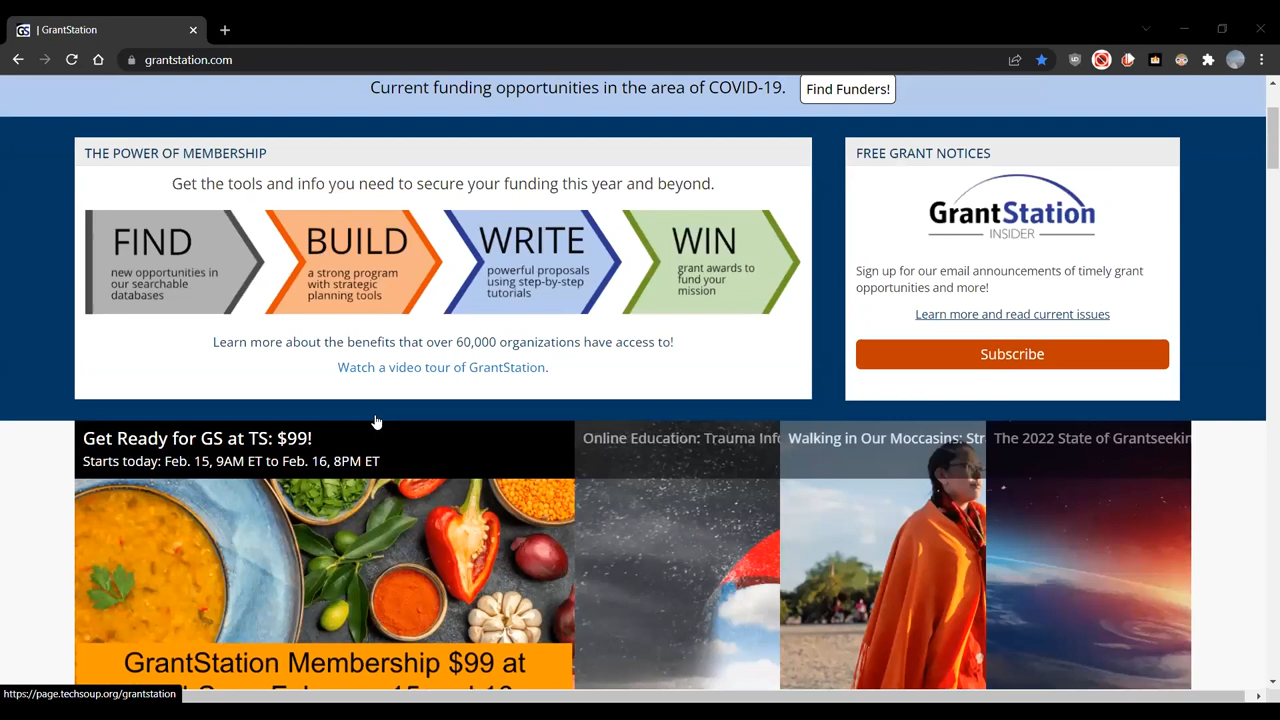 | GrantStation
grantstation.com
Current funding opportunities in the area of COVID-19.
Find Funders!
THE POWER OF MEMBERSHIP
Get the tools and info you need to secure your funding this year and beyond.
FIND
new opportunities in
our searchable
databases
BUILD
a strong program
with strategic
planning tools
WRITE
powerful proposals
using step-by-step
tutorials
WIN
grant awards to
fund your
mission
Learn more about the benefits that over 60,000 organizations have access to!
Watch a video tour of GrantStation.
FREE GRANT NOTICES
GrantStation
INSIDER
Sign up for our email announcements of timely grant
opportunities and more!
Learn more and read current issues
Subscribe
Get Ready for GS at TS: $99!
Starts today: Feb. 15, 9AM ET to Feb. 16, 8PM ET
Online Education: Trauma
Walking in Our Moccasins:
The 2022 State of
GrantStation Membership $99 at
https://page.techsoup.org/grantstation